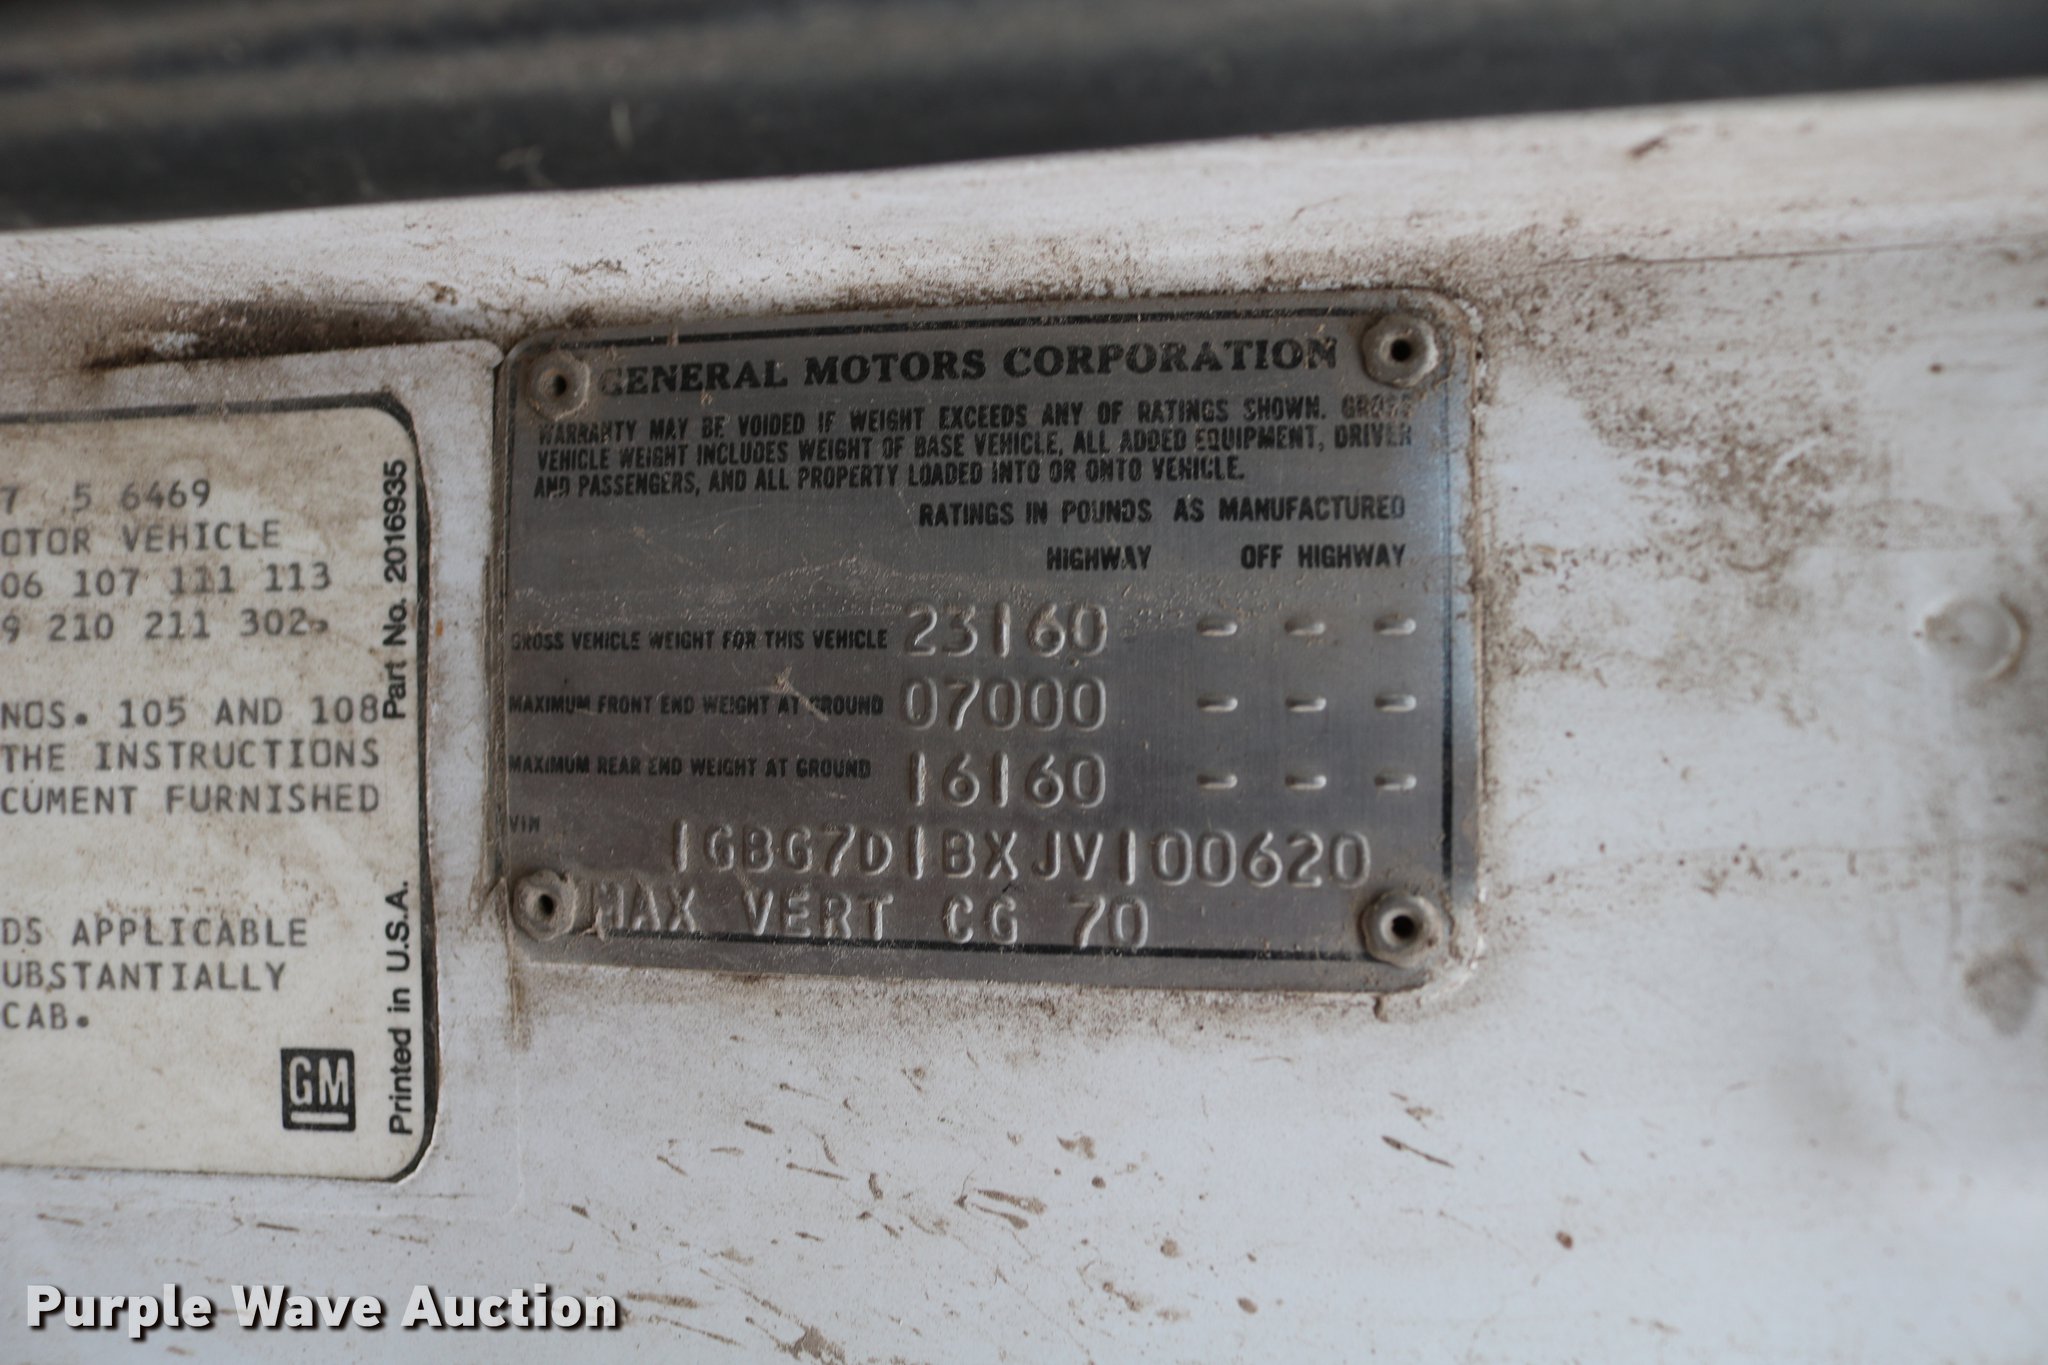 7 5 6469
OTOR VEHICLE
06 107 111 113
9 210 211 302.
NOS. 105 AND 108
THE INSTRUCTIONS
CUMENT FURNISHED
DS APPLICABLE
UBSTANTIALLY
CAB.
GM
Part No. 2016935
Printed in U.S.A.
GENERAL MOTORS CORPORATION
WARRANTY MAY BE VOIDED IF WEIGHT EXCEEDS ANY OF RATINGS SHOWN. GROSS
VEHICLE WEIGHT INCLUDES WEIGHT OF BASE VEHICLE, ALL ADDED EQUIPMENT, DRIVER
AND PASSENGERS, AND ALL PROPERTY LOADED INTO OR ONTO VEHICLE.
RATINGS IN POUNDS AS MANUFACTURED
HIGHWAY OFF HIGHWAY
GROSS VEHICLE WEIGHT FOR THIS VEHICLE 23160 - - -
MAXIMUM FRONT END WEIGHT AT GROUND 07000 - - -
MAXIMUM REAR END WEIGHT AT GROUND 16160 - - -
VIN
1GBG7D1BXJV100620
MAX VERT CG 70
Purple Wave Auction